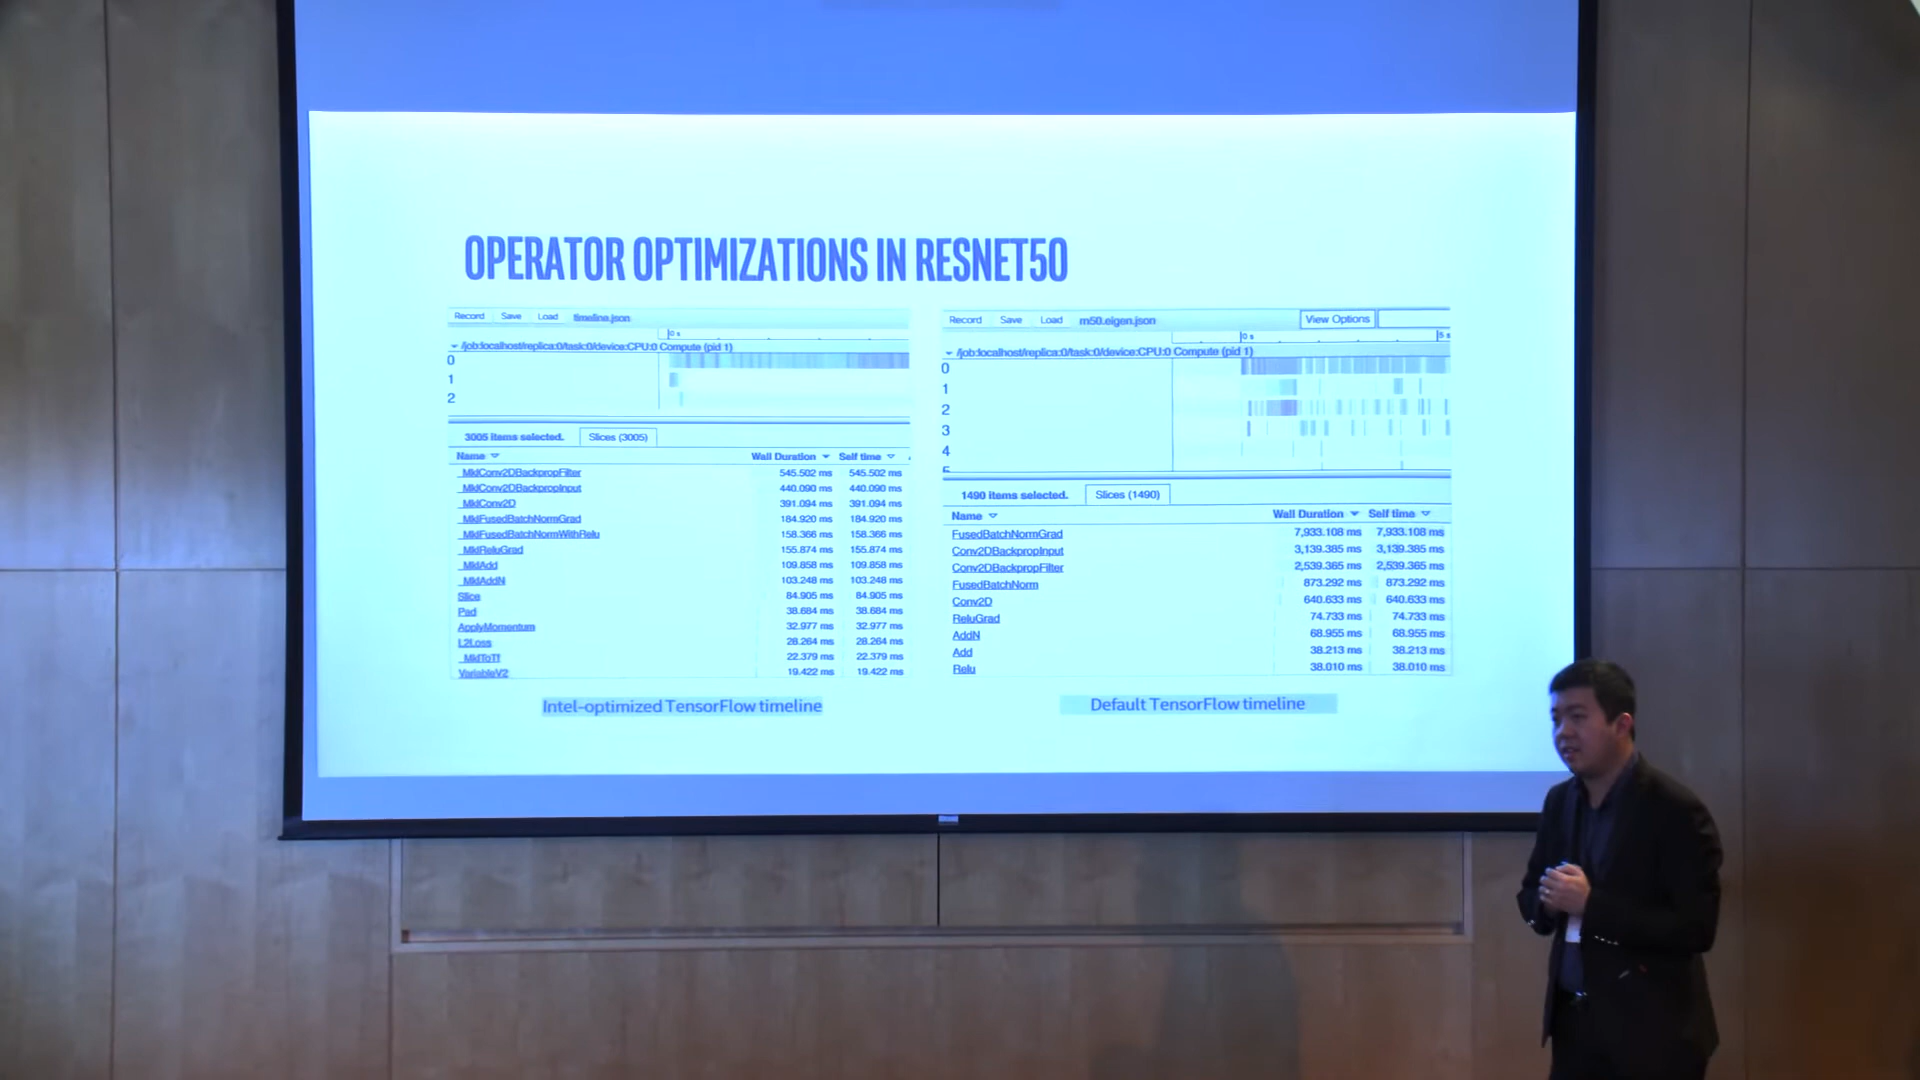 OPERATOR OPTIMIZATIONS IN RESNET50
Record Save Load timeline.json
0 s
/job:localhost/replica:0/task:0/device:CPU:0 Compute (pid 1)
0
1
2
3005 items selected. Slices (3005)
Name Wall Duration Self time
_MklConv2DBackpropFilter 545.502 ms 545.502 ms
_MklConv2DBackpropInput 440.090 ms 440.090 ms
_MklConv2D 391.094 ms 391.094 ms
_MklFusedBatchNormGrad 184.920 ms 184.920 ms
_MklFusedBatchNormWithRelu 158.366 ms 158.366 ms
_MklReluGrad 155.874 ms 155.874 ms
_MklAdd 109.858 ms 109.858 ms
_MklAddN 103.248 ms 103.248 ms
Slice 84.905 ms 84.905 ms
Pad 38.684 ms 38.684 ms
ApplyMomentum 32.977 ms 32.977 ms
L2Loss 28.264 ms 28.264 ms
_MklToTf 22.379 ms 22.379 ms
VariableV2 19.422 ms 19.422 ms
Intel-optimized TensorFlow timeline
Record Save Load rn50.eigen.json View Options
0 s 5 s
/job:localhost/replica:0/task:0/device:CPU:0 Compute (pid 1)
0
1
2
3
4
1490 items selected. Slices (1490)
Name Wall Duration Self time
FusedBatchNormGrad 7,933.108 ms 7,933.108 ms
Conv2DBackpropInput 3,139.385 ms 3,139.385 ms
Conv2DBackpropFilter 2,539.365 ms 2,539.365 ms
FusedBatchNorm 873.292 ms 873.292 ms
Conv2D 640.633 ms 640.633 ms
ReluGrad 74.733 ms 74.733 ms
AddN 68.955 ms 68.955 ms
Add 38.213 ms 38.213 ms
Relu 38.010 ms 38.010 ms
Default TensorFlow timeline